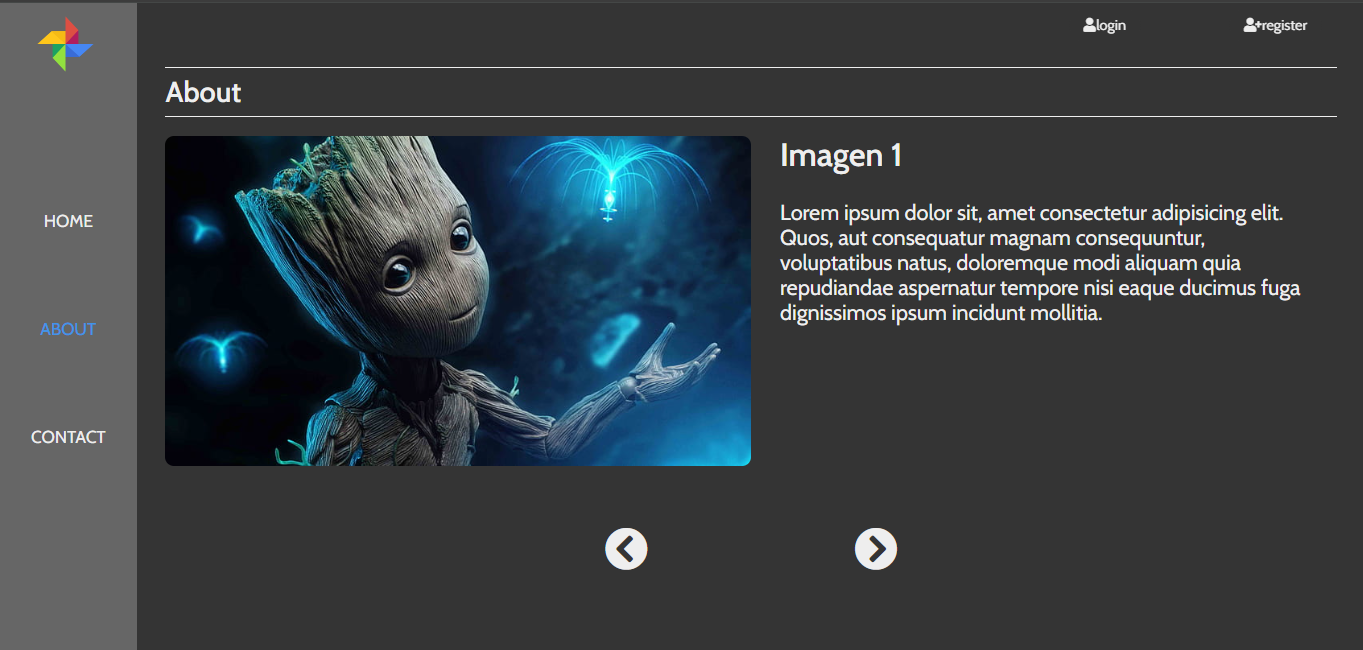 login
register
About
HOME
ABOUT
CONTACT
Imagen 1
Lorem ipsum dolor sit, amet consectetur adipisicing elit.
Quos, aut consequatur magnam consequuntur,
voluptatibus natus, doloremque modi aliquam quia
repudiandae aspernatur tempore nisi eaque ducimus fuga
dignissimos ipsum incidunt mollitia.